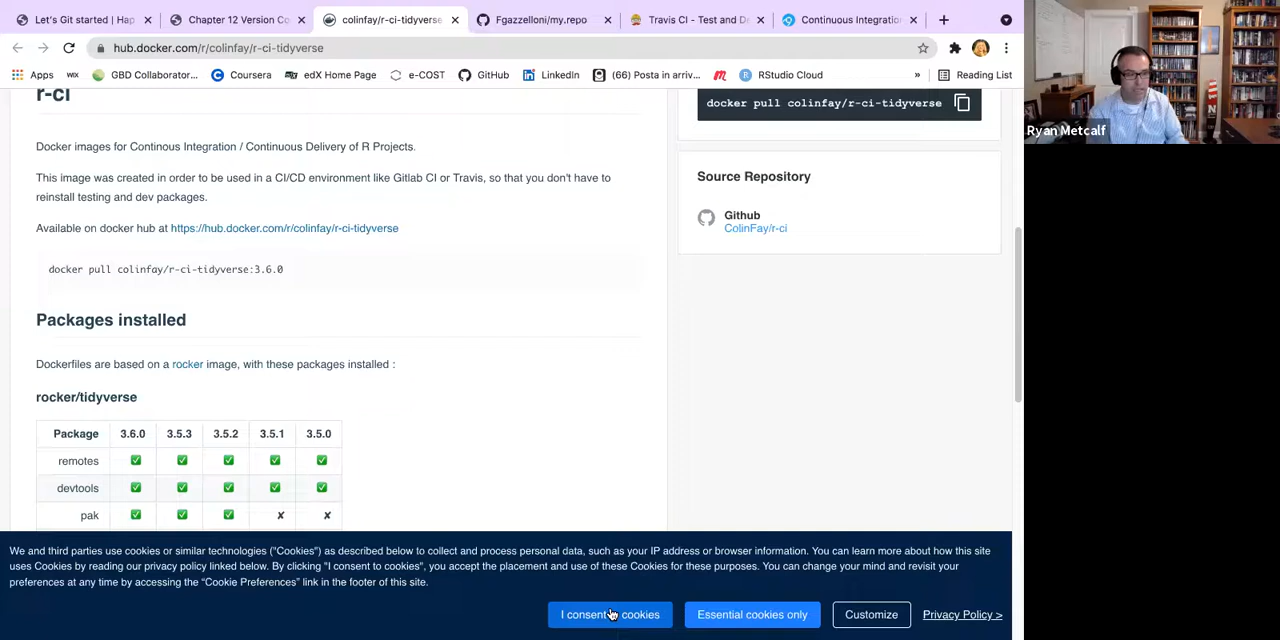 Let's Git started | Hap
Chapter 12 Version Co
colinfay/r-ci-tidyverse
Fgazzelloni/my.repo
Travis CI - Test and De
Continuous Integration
hub.docker.com/r/colinfay/r-ci-tidyverse
Apps
WIX
GBD Collaborator...
Coursera
edX Home Page
e-COST
GitHub
LinkedIn
(66) Posta in arriv...
RStudio Cloud
»
Reading List
Ryan Metcalf
r-ci
Docker images for Continous Integration / Continuous Delivery of R Projects.
This image was created in order to be used in a CI/CD environment like Gitlab CI or Travis, so that you don't have to
reinstall testing and dev packages.
Available on docker hub at https://hub.docker.com/r/colinfay/r-ci-tidyverse
docker pull colinfay/r-ci-tidyverse:3.6.0
Packages installed
Dockerfiles are based on a rocker image, with these packages installed :
rocker/tidyverse
Package 3.6.0 3.5.3 3.5.2 3.5.1 3.5.0
remotes ✅ ✅ ✅ ✅ ✅
devtools ✅ ✅ ✅ ✅ ✅
pak ✅ ✅ ✅ ✘ ✘
docker pull colinfay/r-ci-tidyverse
Source Repository
Github
ColinFay/r-ci
We and third parties use cookies or similar technologies ("Cookies") as described below to collect and process personal data, such as your IP address or browser information. You can learn more about how this site
uses Cookies by reading our privacy policy linked below. By clicking "I consent to cookies", you accept the placement and use of these Cookies for these purposes. You can change your mind and revisit your
preferences at any time by accessing the "Cookie Preferences" link in the footer of this site.
I consent to cookies
Essential cookies only
Customize
Privacy Policy >